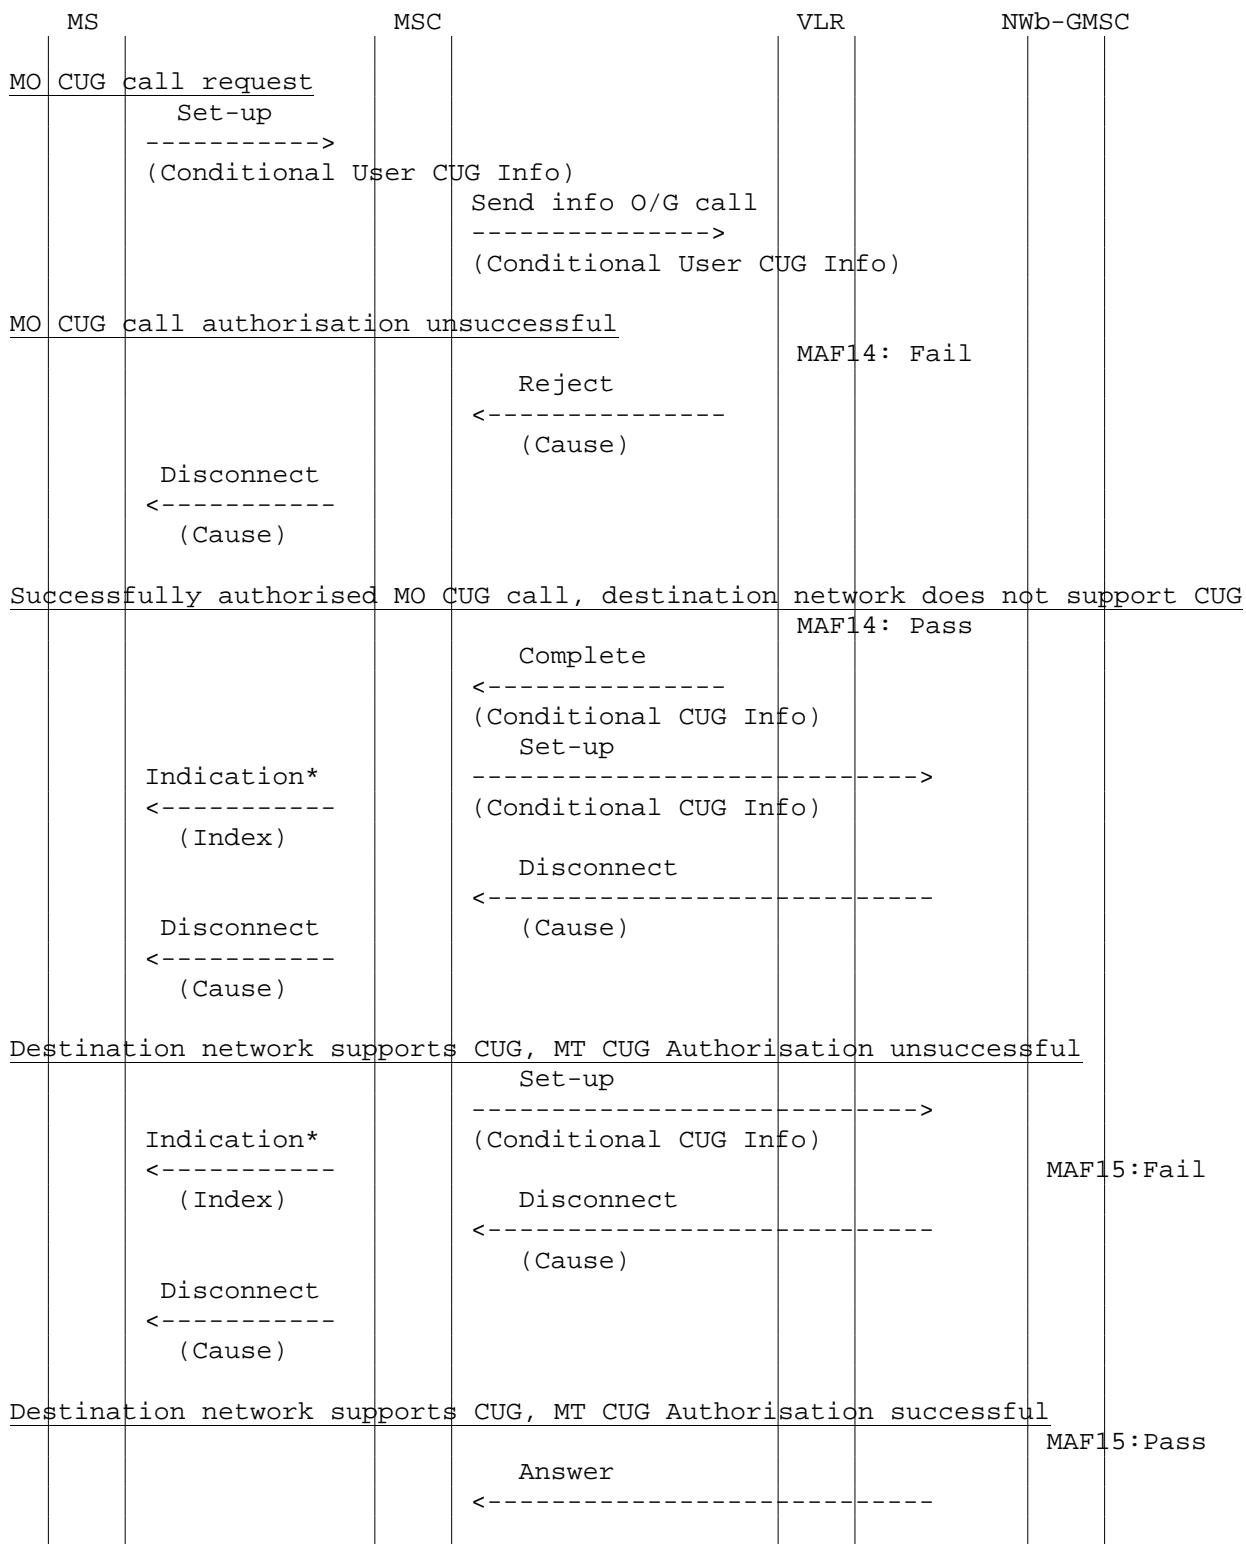 MS MSC VLR NWb-GMSC
MO CUG call request
Set-up
----------->
(Conditional User CUG Info)
Send info O/G call
--------------->
(Conditional User CUG Info)
MO CUG call authorisation unsuccessful
MAF14: Fail
Reject
<---------------
(Cause)
Disconnect
<-----------
(Cause)
Successfully authorised MO CUG call, destination network does not support CUG
MAF14: Pass
Complete
<---------------
(Conditional CUG Info)
Set-up
Indication* ---------------------------->
<----------- (Conditional CUG Info)
(Index)
Disconnect
<----------------------------
Disconnect (Cause)
<-----------
(Cause)
Destination network supports CUG, MT CUG Authorisation unsuccessful
Set-up
---------------------------->
Indication* (Conditional CUG Info)
<----------- MAF15:Fail
(Index) Disconnect
<----------------------------
(Cause)
Disconnect
<-----------
(Cause)
Destination network supports CUG, MT CUG Authorisation successful
MAF15:Pass
Answer
<----------------------------